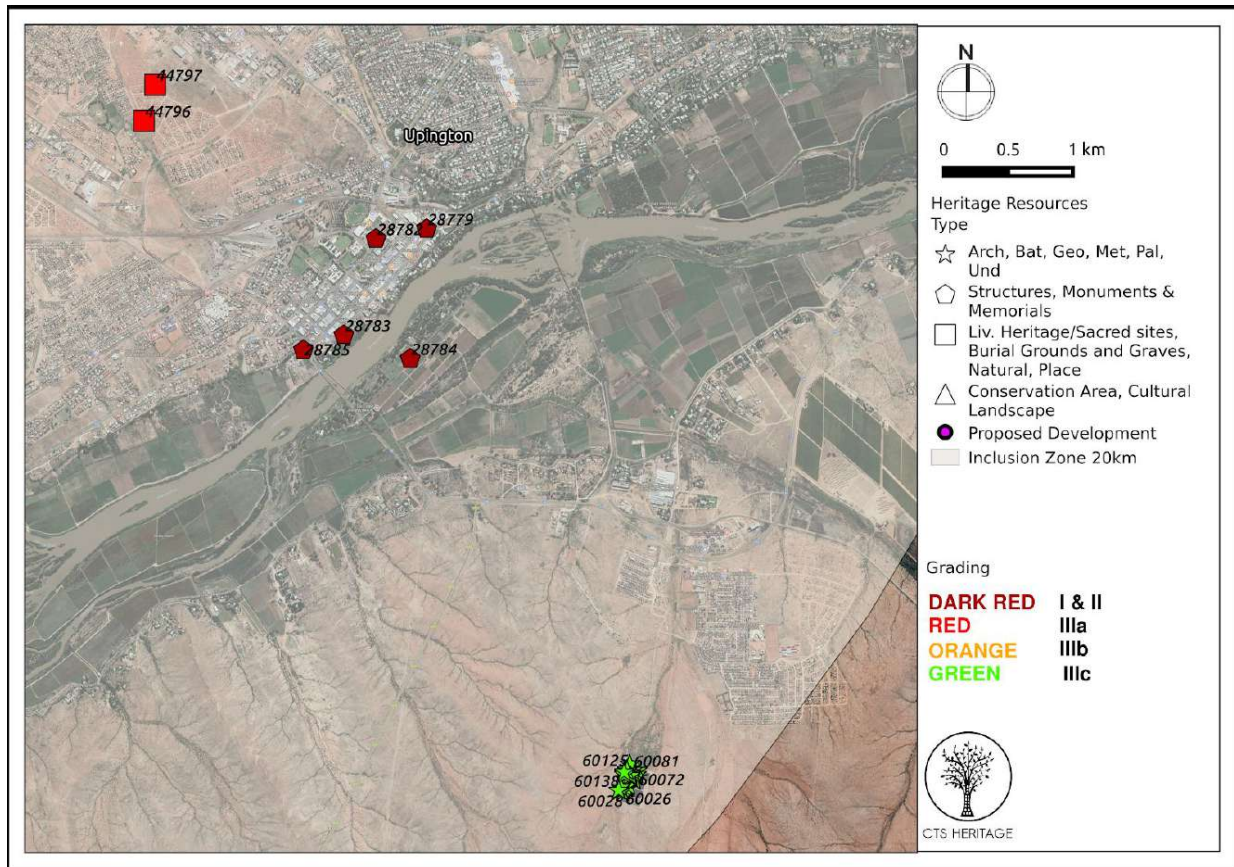 44797
44796
Upington
28782
28779
28783
28785
28784
60125
60081
60139
60072
60028
60026
N
0 0.5 1 km
Heritage Resources
Type
Arch, Bat, Geo, Met, Pal,
Und
Structures, Monuments &
Memorials
Liv. Heritage/Sacred sites,
Burial Grounds and Graves,
Natural, Place
Conservation Area, Cultural
Landscape
Proposed Development
Inclusion Zone 20km
Grading
DARK RED I & II
RED IIIa
ORANGE IIIb
GREEN IIIc
CTS HERITAGE